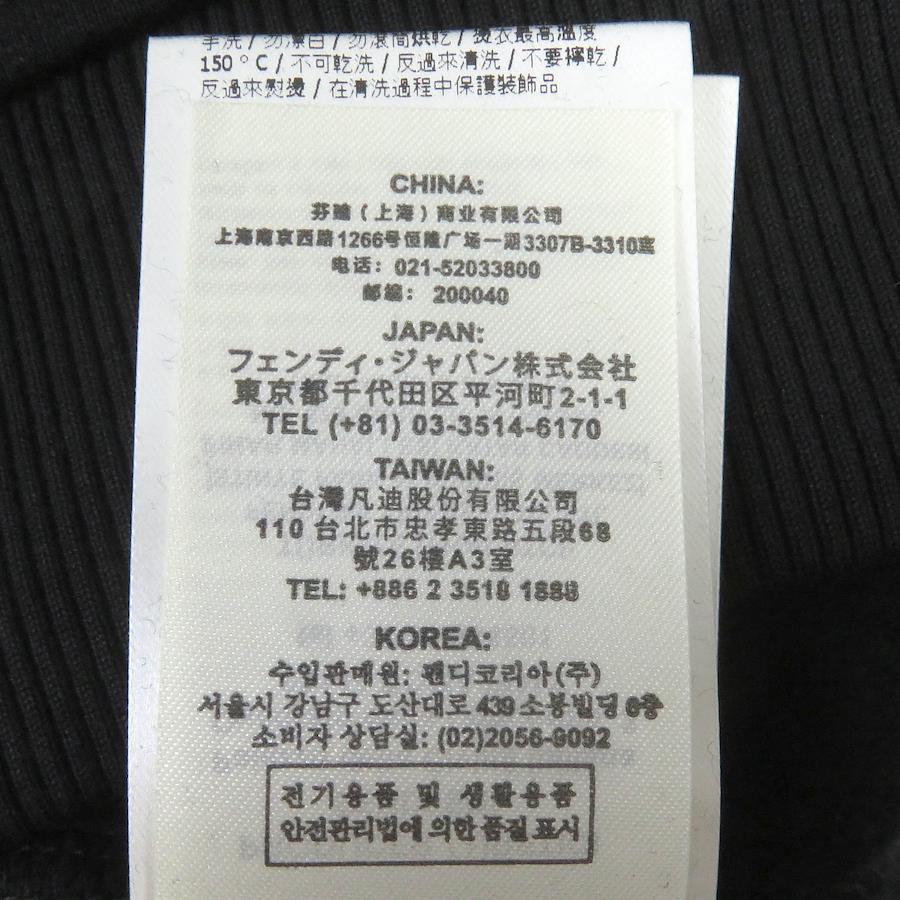 手洗 / 勿漂白 / 勿滾筒烘乾 / 燙衣最高溫度
150 ° C / 不可乾洗 / 反過來清洗 / 不要擰乾 /
反過來熨燙 / 在清洗過程中保護裝飾品
CHINA:
芬迪（上海）商业有限公司
上海南京西路1266号恒隆广场一期3307B-3310室
电话： 021-52033800
邮编： 200040
JAPAN:
フェンディ・ジャパン株式会社
東京都千代田区平河町2-1-1
TEL (+81) 03-3514-6170
TAIWAN:
台灣凡迪股份有限公司
110 台北市忠孝東路五段68
號26樓A3室
TEL: +886 2 3518 1888
KOREA:
수입판매원: 펜디코리아(주)
서울시 강남구 도산대로 439 소봉빌딩 6층
소비자 상담실: (02)2056-9092
전기용품 및 생활용품
안전관리법에 의한 품질 표시